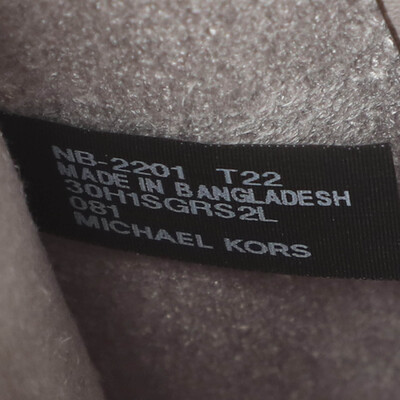 NB-2201 T22
MADE IN BANGLADESH
30H1SGRS2L
081
MICHAEL KORS